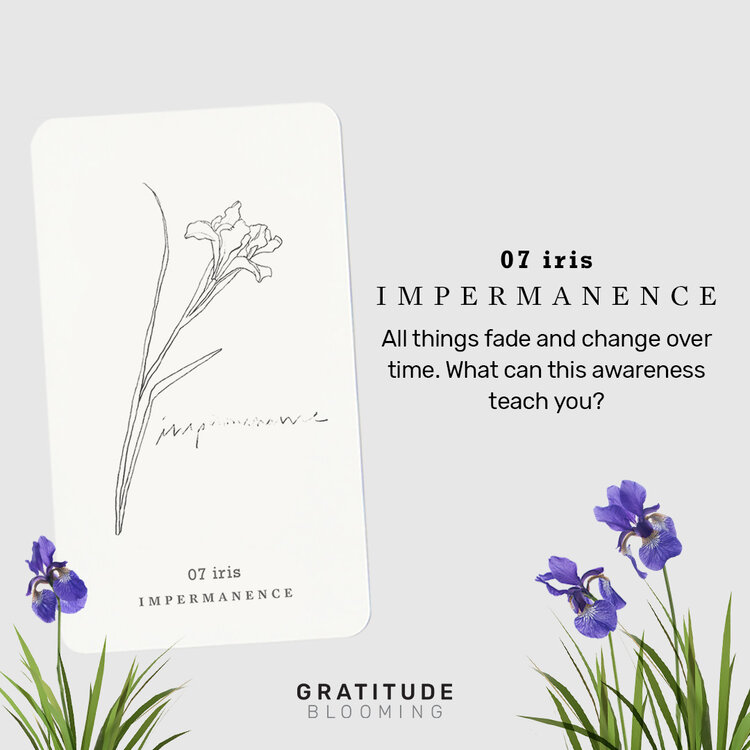 impermanence
07 iris
IMPERMANENCE
07 iris
IMPERMANENCE
All things fade and change over
time. What can this awareness
teach you?
GRATITUDE
BLOOMING